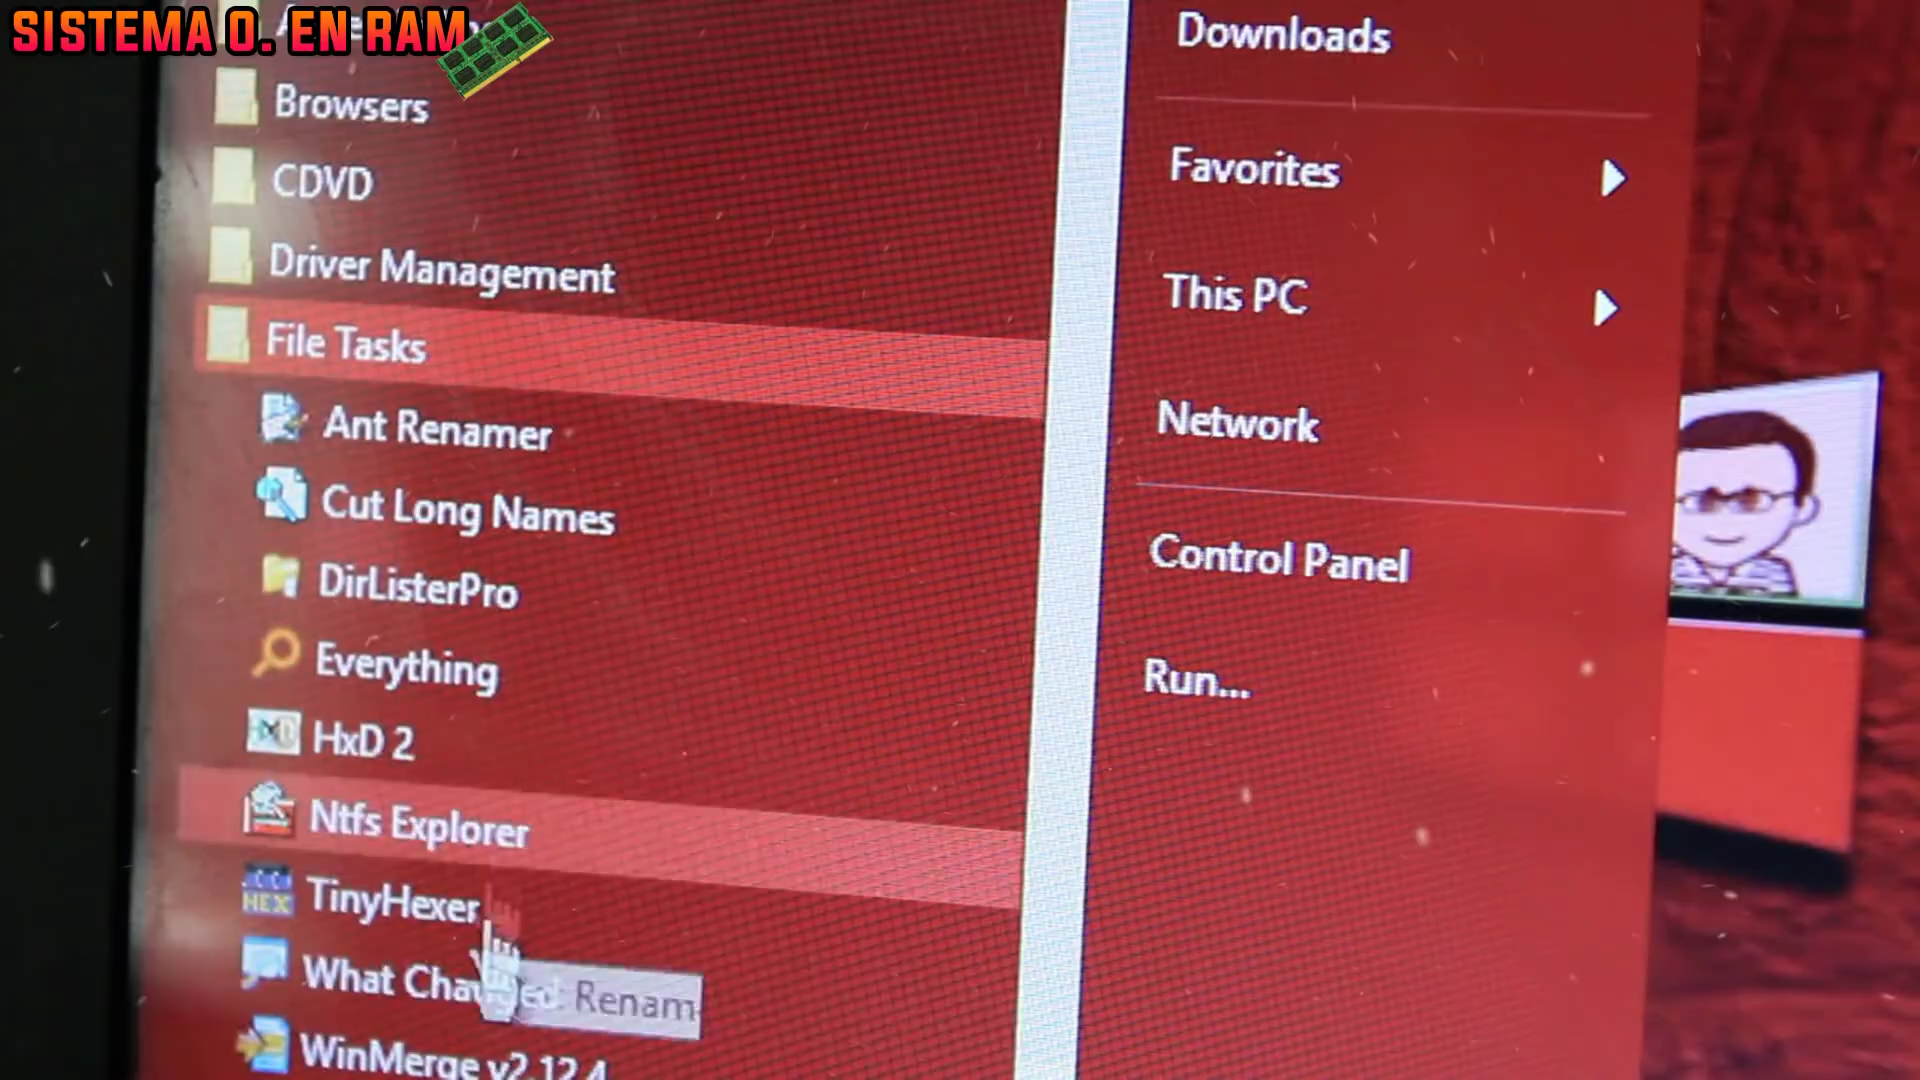 SISTEMA O. EN RAM
Browsers
CDVD
Driver Management
File Tasks
Ant Renamer
Cut Long Names
DirListerPro
Everything
HxD 2
Ntfs Explorer
TinyHexer
What
Renam
WinMerge v2.12.4
Downloads
Favorites
This PC
Network
Control Panel
Run...
HEX